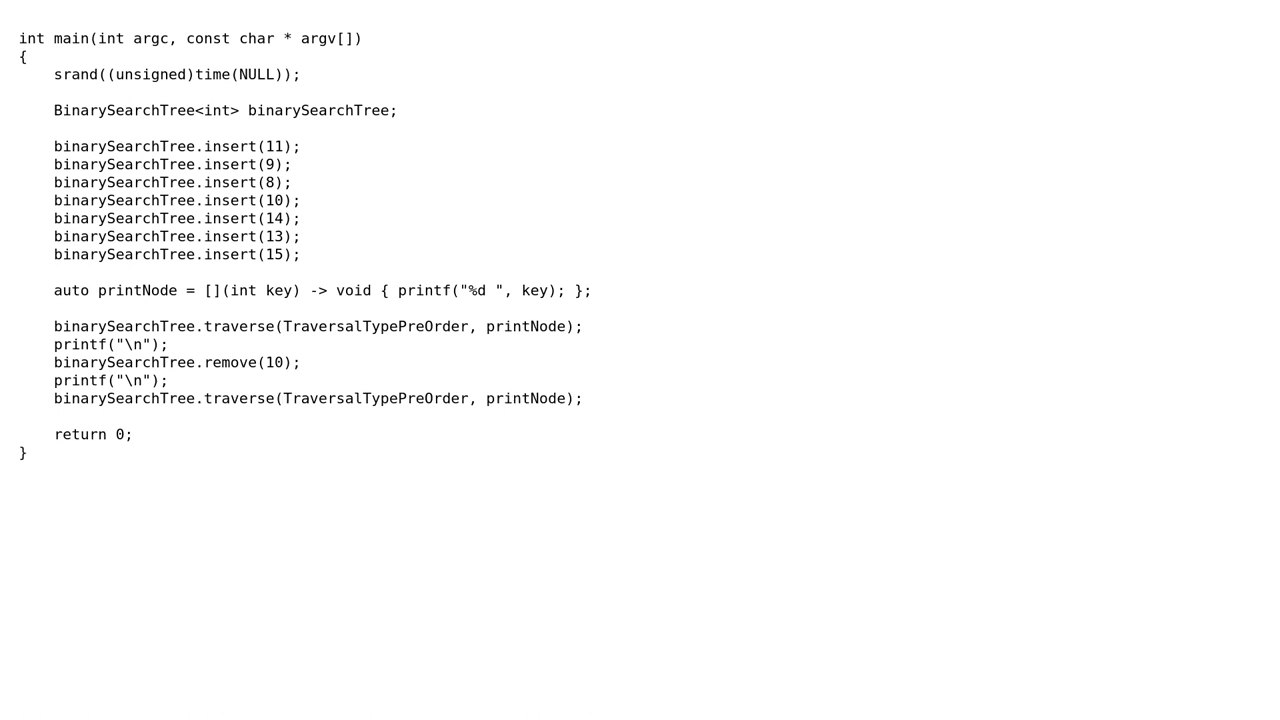 int main(int argc, const char * argv[])
{
    srand((unsigned)time(NULL));

    BinarySearchTree<int> binarySearchTree;

    binarySearchTree.insert(11);
    binarySearchTree.insert(9);
    binarySearchTree.insert(8);
    binarySearchTree.insert(10);
    binarySearchTree.insert(14);
    binarySearchTree.insert(13);
    binarySearchTree.insert(15);

    auto printNode = [](int key) -> void { printf("%d ", key); };

    binarySearchTree.traverse(TraversalTypePreOrder, printNode);
    printf("\n");
    binarySearchTree.remove(10);
    printf("\n");
    binarySearchTree.traverse(TraversalTypePreOrder, printNode);

    return 0;
}